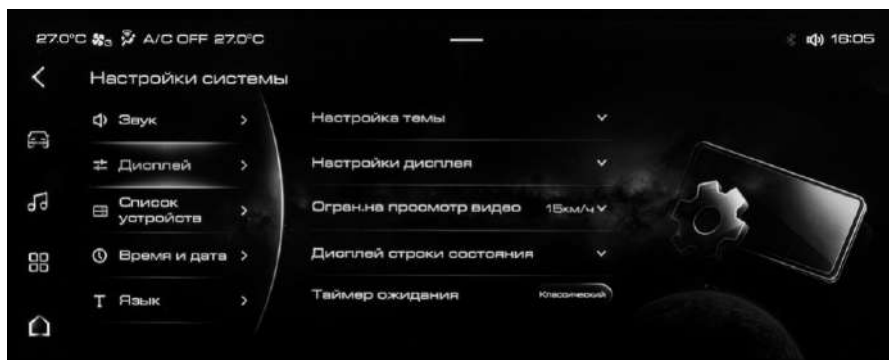 27.0°C 3 A/C OFF 27.0°C 16:05
Настройки системы
Звук
Дисплей
Список
устройств
Время и дата
Язык
Настройка темы
Настройки дисплея
Огран.на просмотр видео 15км/ч
Дисплей строки состояния
Таймер ожидания Классический